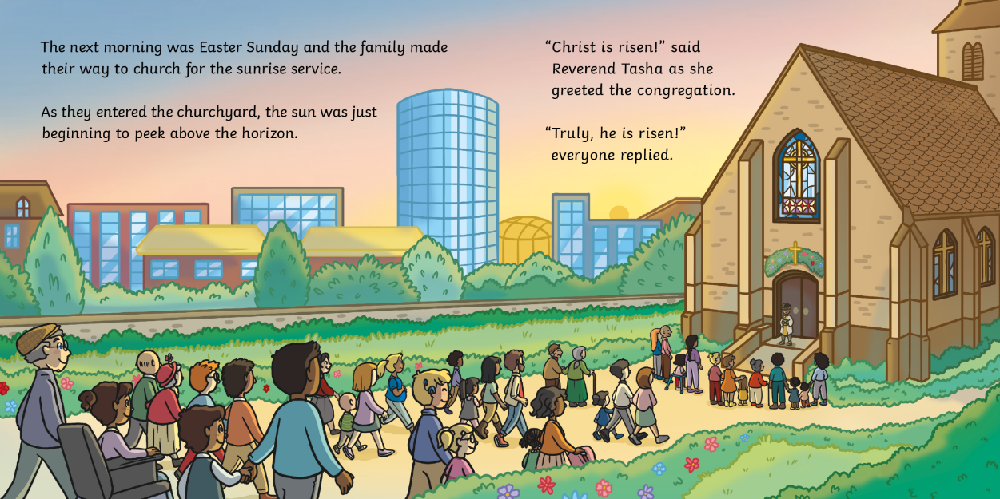 The next morning was Easter Sunday and the family made
their way to church for the sunrise service.
As they entered the churchyard, the sun was just
beginning to peek above the horizon.
“Christ is risen!” said
Reverend Tasha as she
greeted the congregation.
“Truly, he is risen!”
everyone replied.